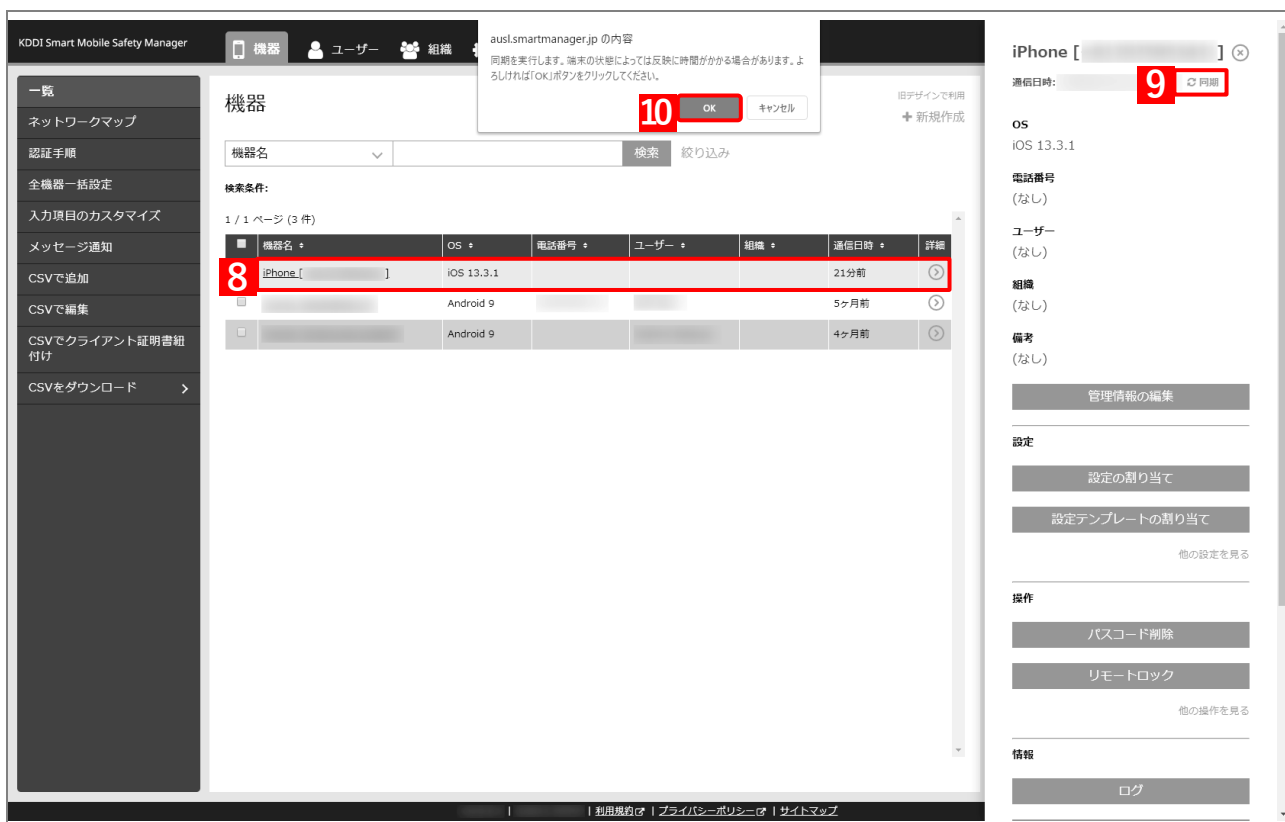 KDDI Smart Mobile Safety Manager
機器
ユーザー
組織
ausl.smartmanager.jp の内容
同期を実行します。端末の状態によっては反映に時間がかかる場合があります。よ
ろしければ「OK」ボタンをクリックしてください。
10
OK
キャンセル
一覧
ネットワークマップ
認証手順
全機器一括設定
入力項目のカスタマイズ
メッセージ通知
CSVで追加
CSVで編集
CSVでクライアント証明書紐
付け
CSVをダウンロード
機器
旧デザインで利用
新規作成
機器名
検索
絞り込み
検索条件:
1 / 1 ページ (3 件)
機器名 OS 電話番号 ユーザー 組織 通信日時 詳細
8
iPhone [ ] iOS 13.3.1 21分前
Android 9 5ヶ月前
Android 9 4ヶ月前
iPhone [ ]
通信日時:
9
同期
OS
iOS 13.3.1
電話番号
(なし)
ユーザー
(なし)
組織
(なし)
備考
(なし)
管理情報の編集
設定
設定の割り当て
設定テンプレートの割り当て
他の設定を見る
操作
パスコード削除
リモートロック
他の操作を見る
情報
ログ
| | 利用規約 | プライバシーポリシー | サイトマップ